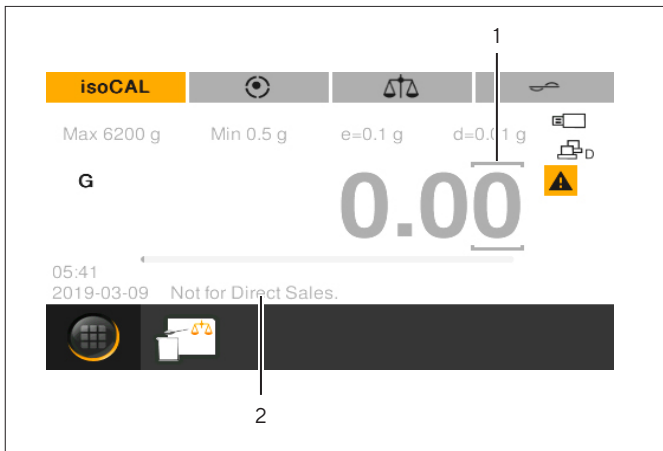 1
isoCAL
Max 6200 g Min 0.5 g e=0.1 g d=0.01 g
D
G 0.00
05:41
2019-03-09 Not for Direct Sales.
2